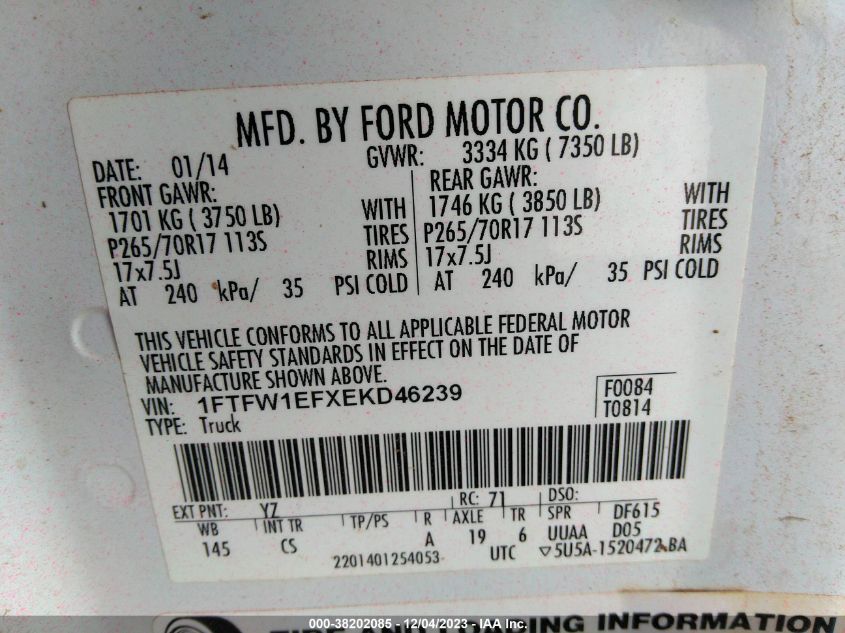 MFD. BY FORD MOTOR CO.
DATE: 01/14 GVWR: 3334 KG ( 7350 LB)
FRONT GAWR: REAR GAWR:
1701 KG ( 3750 LB) WITH 1746 KG ( 3850 LB) WITH
P265/70R17 113S TIRES P265/70R17 113S TIRES
17x7.5J RIMS 17x7.5J RIMS
AT 240 kPa/ 35 PSI COLD AT 240 kPa/ 35 PSI COLD
THIS VEHICLE CONFORMS TO ALL APPLICABLE FEDERAL MOTOR
VEHICLE SAFETY STANDARDS IN EFFECT ON THE DATE OF
MANUFACTURE SHOWN ABOVE.
VIN: 1FTFW1EFXEKD46239 F0084
TYPE: Truck T0814
EXT PNT: YZ RC: 71 DSO:
WB INT TR TP/PS R AXLE TR SPR DF615
145 CS A 19 6 UUAA D05
2201401254053 UTC ▽5U5A-1520472-BA
TIRE AND LOADING INFORMATION
000-38202085 - 12/04/2023 - IAA Inc.